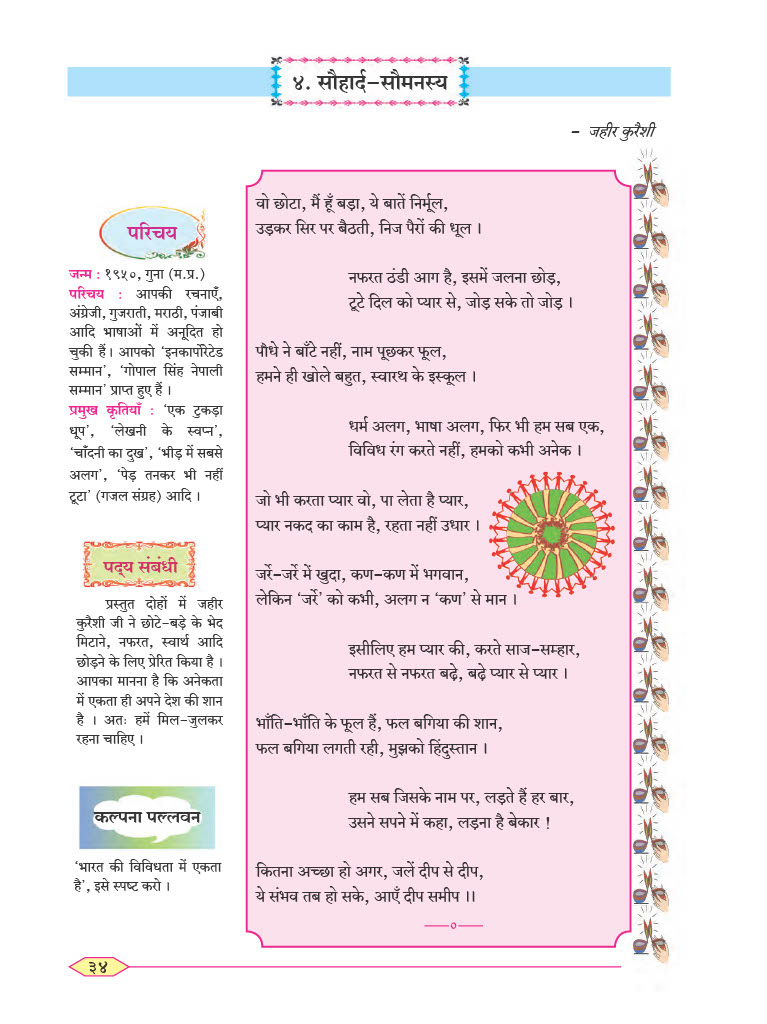 ४. सौहार्द-सौमनस्य
- जहीर कुरैशी
परिचय
जन्म : १९५०, गुना (म.प्र.)
परिचय : आपकी रचनाएँ,
अंग्रेजी, गुजराती, मराठी, पंजाबी
आदि भाषाओं में अनूदित हो
चुकी हैं । आपको ‘इनकार्पोरेटेड
सम्मान’, ‘गोपाल सिंह नेपाली
सम्मान’ प्राप्त हुए हैं ।
प्रमुख कृतियाँ : ‘एक टुकड़ा
धूप’, ‘लेखनी के स्वप्न’,
‘चाँदनी का दुख’, ‘भीड़ में सबसे
अलग’, ‘पेड़ तनकर भी नहीं
टूटा’ (गजल संग्रह) आदि ।
पद्य संबंधी
प्रस्तुत दोहों में जहीर
कुरैशी जी ने छोटे-बड़े के भेद
मिटाने, नफरत, स्वार्थ आदि
छोड़ने के लिए प्रेरित किया है ।
आपका मानना है कि अनेकता
में एकता ही अपने देश की शान
है । अतः हमें मिल-जुलकर
रहना चाहिए ।
कल्पना पल्लवन
‘भारत की विविधता में एकता
है’, इसे स्पष्ट करो ।
वो छोटा, मैं हूँ बड़ा, ये बातें निर्मूल,
उड़कर सिर पर बैठती, निज पैरों की धूल ।
नफरत ठंडी आग है, इसमें जलना छोड़,
टूटे दिल को प्यार से, जोड़ सके तो जोड़ ।
पौधे ने बाँटे नहीं, नाम पूछकर फूल,
हमने ही खोले बहुत, स्वारथ के इस्कूल ।
धर्म अलग, भाषा अलग, फिर भी हम सब एक,
विविध रंग करते नहीं, हमको कभी अनेक ।
जो भी करता प्यार वो, पा लेता है प्यार,
प्यार नकद का काम है, रहता नहीं उधार ।
जर्रे-जर्रे में खुदा, कण-कण में भगवान,
लेकिन ‘जर्रे’ को कभी, अलग न ‘कण’ से मान ।
इसीलिए हम प्यार की, करते साज-सम्हार,
नफरत से नफरत बढ़े, बढ़े प्यार से प्यार ।
भाँति-भाँति के फूल हैं, फल बगिया की शान,
फल बगिया लगती रही, मुझको हिंदुस्तान ।
हम सब जिसके नाम पर, लड़ते हैं हर बार,
उसने सपने में कहा, लड़ना है बेकार !
कितना अच्छा हो अगर, जलें दीप से दीप,
ये संभव तब हो सके, आएँ दीप समीप ।।
३४